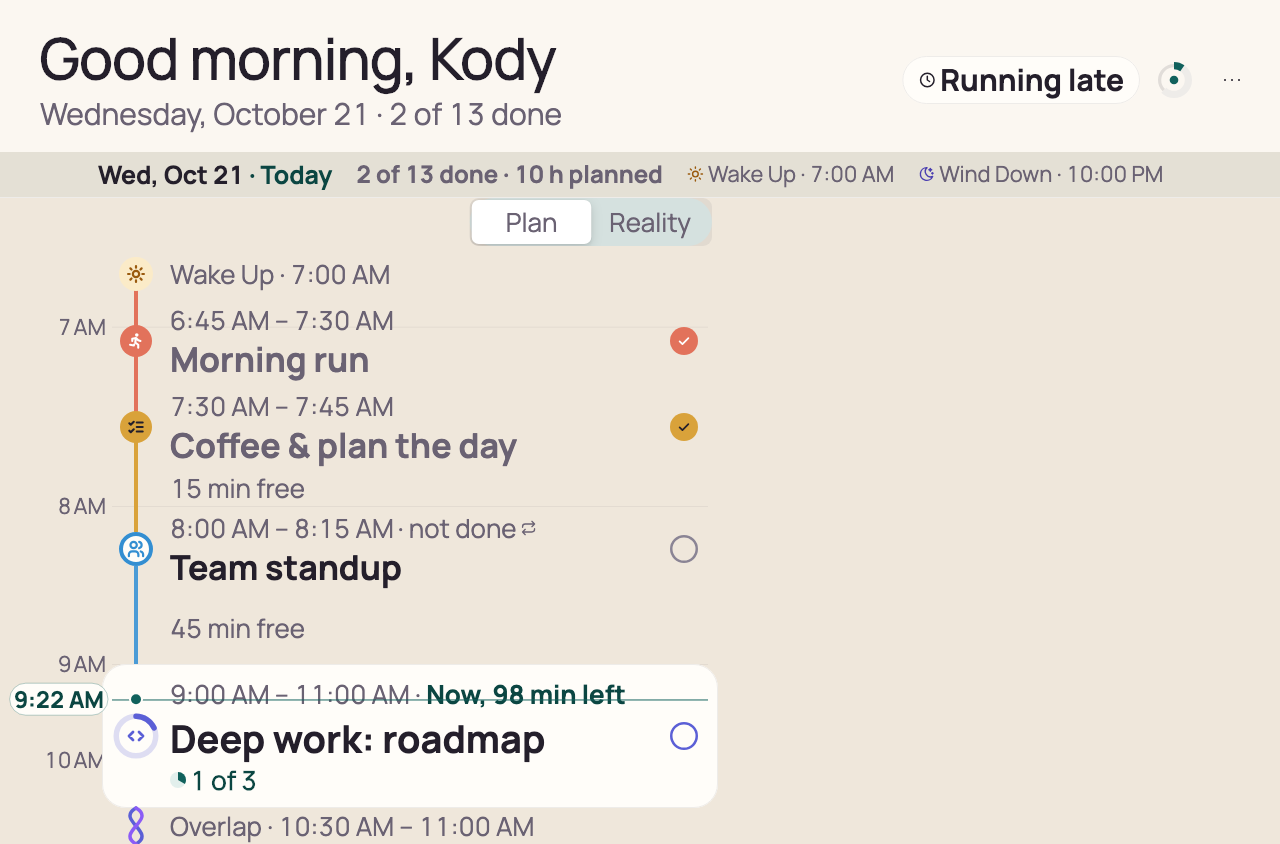 Good morning, Kody
Wednesday, October 21 · 2 of 13 done
Running late
···
Wed, Oct 21 · Today 2 of 13 done · 10 h planned Wake Up · 7:00 AM Wind Down · 10:00 PM
Plan Reality
Wake Up · 7:00 AM
6:45 AM – 7:30 AM
7 AM
Morning run
7:30 AM – 7:45 AM
Coffee & plan the day
15 min free
8 AM
8:00 AM – 8:15 AM · not done
Team standup
45 min free
9 AM
9:00 AM – 11:00 AM · Now, 98 min left
9:22 AM
Deep work: roadmap
10 AM
1 of 3
Overlap · 10:30 AM – 11:00 AM